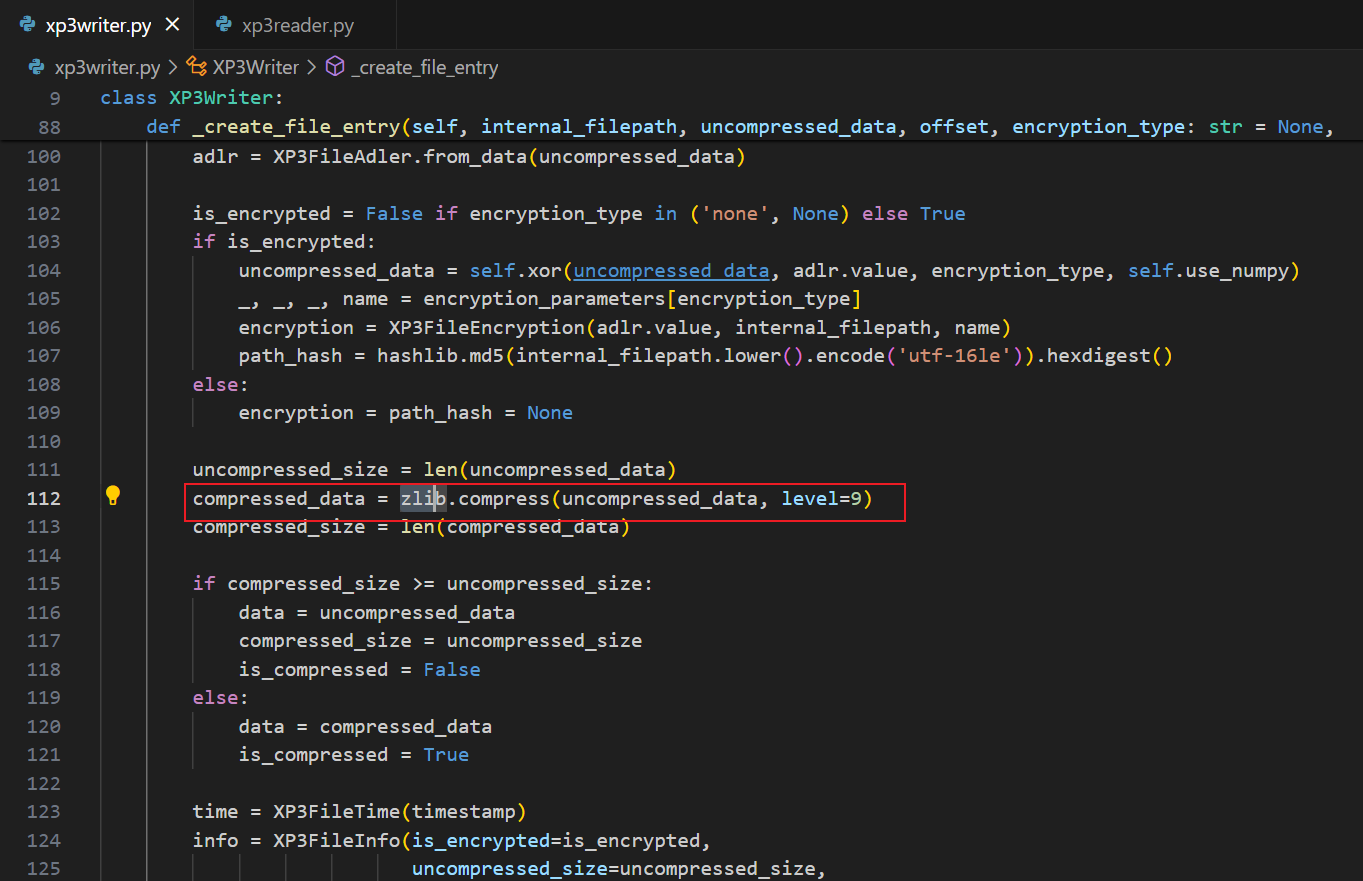 xp3writer.py
xp3reader.py
xp3writer.py > XP3Writer > _create_file_entry
9 class XP3Writer:
88 def _create_file_entry(self, internal_filepath, uncompressed_data, offset, encryption_type: str = None,
100 adlr = XP3FileAdler.from_data(uncompressed_data)
101
102 is_encrypted = False if encryption_type in ('none', None) else True
103 if is_encrypted:
104 uncompressed_data = self.xor(uncompressed_data, adlr.value, encryption_type, self.use_numpy)
105 _, _, _, name = encryption_parameters[encryption_type]
106 encryption = XP3FileEncryption(adlr.value, internal_filepath, name)
107 path_hash = hashlib.md5(internal_filepath.lower().encode('utf-16le')).hexdigest()
108 else:
109 encryption = path_hash = None
110
111 uncompressed_size = len(uncompressed_data)
112 compressed_data = zlib.compress(uncompressed_data, level=9)
113 compressed_size = len(compressed_data)
114
115 if compressed_size >= uncompressed_size:
116 data = uncompressed_data
117 compressed_size = uncompressed_size
118 is_compressed = False
119 else:
120 data = compressed_data
121 is_compressed = True
122
123 time = XP3FileTime(timestamp)
124 info = XP3FileInfo(is_encrypted=is_encrypted,
125 uncompressed_size=uncompressed_size,